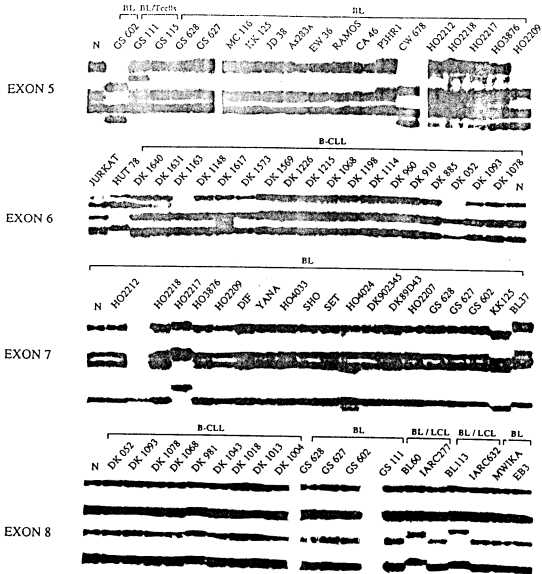 BL BL/Tcells BL
N GS 602 GS 111 GS 115 GS 628 GS 627 MC 116 KK 125 JD 38 As283A EW 36 RAMOS CA 46 P3HR1 CW 678 HO2212 HO2218 HO2217 HO3876 HO2209
EXON 5
B-CLL
JURKAT HUT 78 DK 1640 DK 1631 DK 1163 DK 1148 DK 1617 DK 1573 DK 1569 DK 1226 DK 1215 DK 1068 DK 1198 DK 1114 DK 960 DK 910 DK 885 DK 052 DK 1093 DK 1078 N
EXON 6
BL
N HO2212 HO2218 HO2217 HO3876 HO2209 DIF YANA HO4033 SHO SET HO4024 DK902345 DK89D43 HO2207 GS 628 GS 627 GS 602 KK125 BL37
EXON 7
B-CLL BL BL / LCL BL / LCL BL
N DK 052 DK 1093 DK 1078 DK 1068 DK 981 DK 1043 DK 1018 DK 1013 DK 1004 GS 628 GS 627 GS 602 GS 111 BL60 IARC277 BL113 IARC632 MWIKA EB3
EXON 8